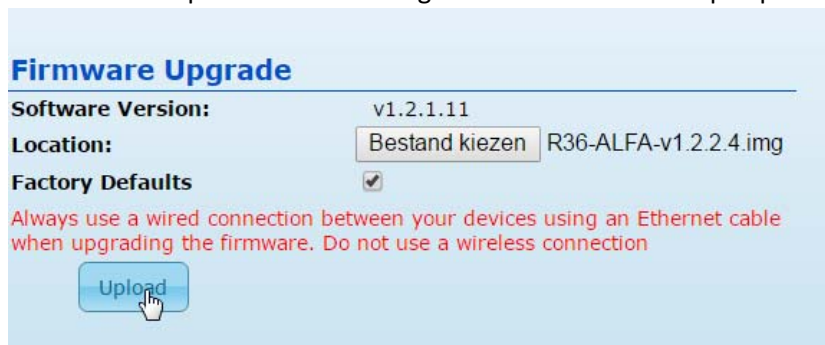 Firmware Upgrade
Software Version: v1.2.1.11
Location: Bestand kiezen R36-ALFA-v1.2.2.4.img
Factory Defaults
Always use a wired connection between your devices using an Ethernet cable
when upgrading the firmware. Do not use a wireless connection
Upload